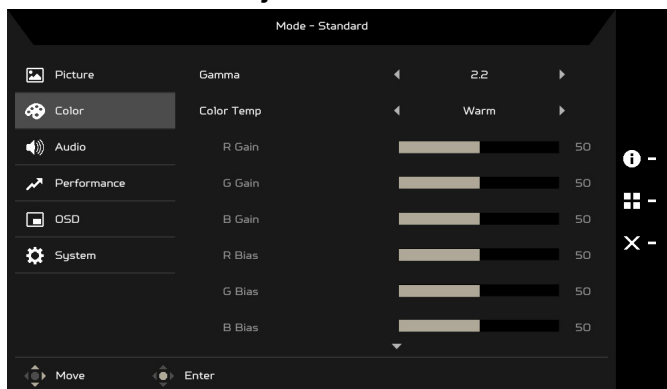 Mode - Standard
Picture
Gamma
2.2
Color
Color Temp
Warm
Audio
R Gain
50
Performance
G Gain
50
OSD
B Gain
50
System
R Bias
50
G Bias
50
B Bias
50
Move
Enter